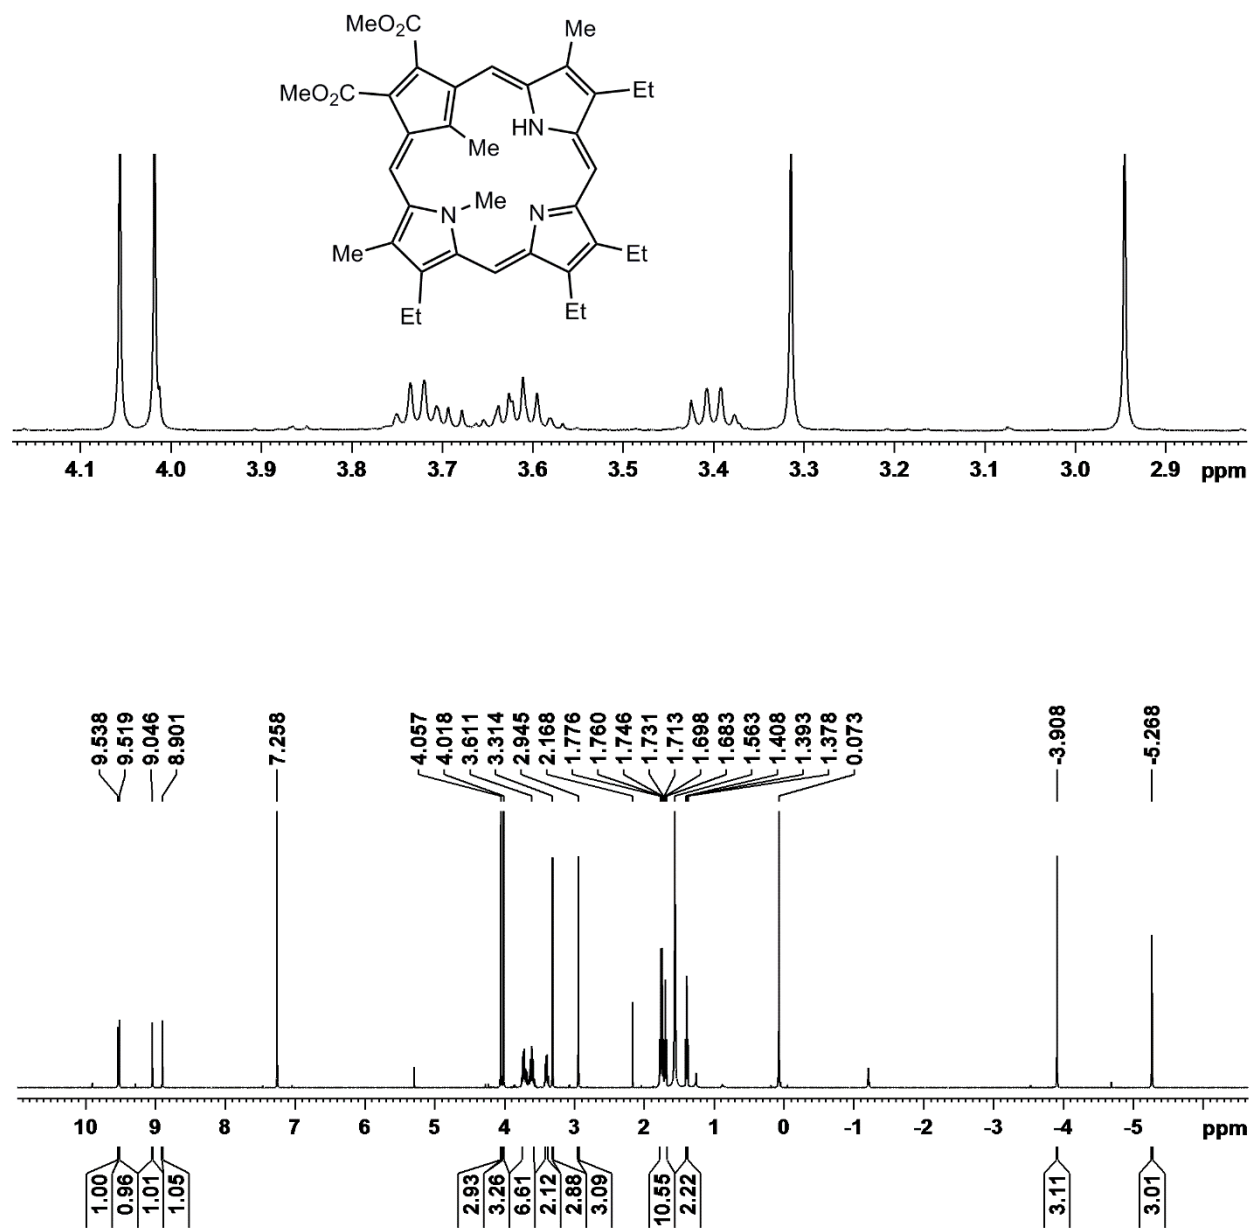 MeO₂C
Me
MeO₂C
Et
HN
Me
N
Me
N
Me
Et
Et
Et
4.1 4.0 3.9 3.8 3.7 3.6 3.5 3.4 3.3 3.2 3.1 3.0 2.9 ppm
9.538
9.519
9.046
8.901
7.258
4.057
4.018
3.611
3.314
2.945
2.168
1.776
1.760
1.746
1.731
1.713
1.698
1.683
1.563
1.408
1.393
1.378
0.073
-3.908
-5.268
10 9 8 7 6 5 4 3 2 1 0 -1 -2 -3 -4 -5 ppm
1.00
0.96
1.01
1.05
2.93
3.26
6.61
2.12
2.88
3.09
10.55
2.22
3.11
3.01